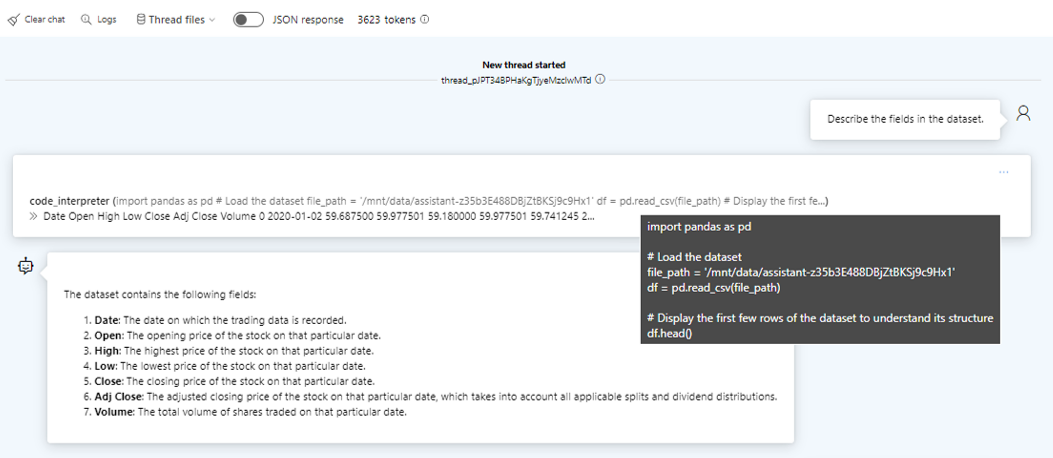 Clear chat Logs Thread files JSON response 3623 tokens
New thread started
thread_pJPT34BPHaKgTjyeMzclwMTd
Describe the fields in the dataset.
...
code_interpreter (import pandas as pd # Load the dataset file_path = '/mnt/data/assistant-z35b3E488DBjZtBKSj9c9Hx1' df = pd.read_csv(file_path) # Display the first fe...)
Date Open High Low Close Adj Close Volume 0 2020-01-02 59.687500 59.977501 59.180000 59.977501 59.741245 2...
import pandas as pd
# Load the dataset
file_path = '/mnt/data/assistant-z35b3E488DBjZtBKSj9c9Hx1'
df = pd.read_csv(file_path)
# Display the first few rows of the dataset to understand its structure
df.head()
The dataset contains the following fields:
1. Date: The date on which the trading data is recorded.
2. Open: The opening price of the stock on that particular date.
3. High: The highest price of the stock on that particular date.
4. Low: The lowest price of the stock on that particular date.
5. Close: The closing price of the stock on that particular date.
6. Adj Close: The adjusted closing price of the stock on that particular date, which takes into account all applicable splits and dividend distributions.
7. Volume: The total volume of shares traded on that particular date.